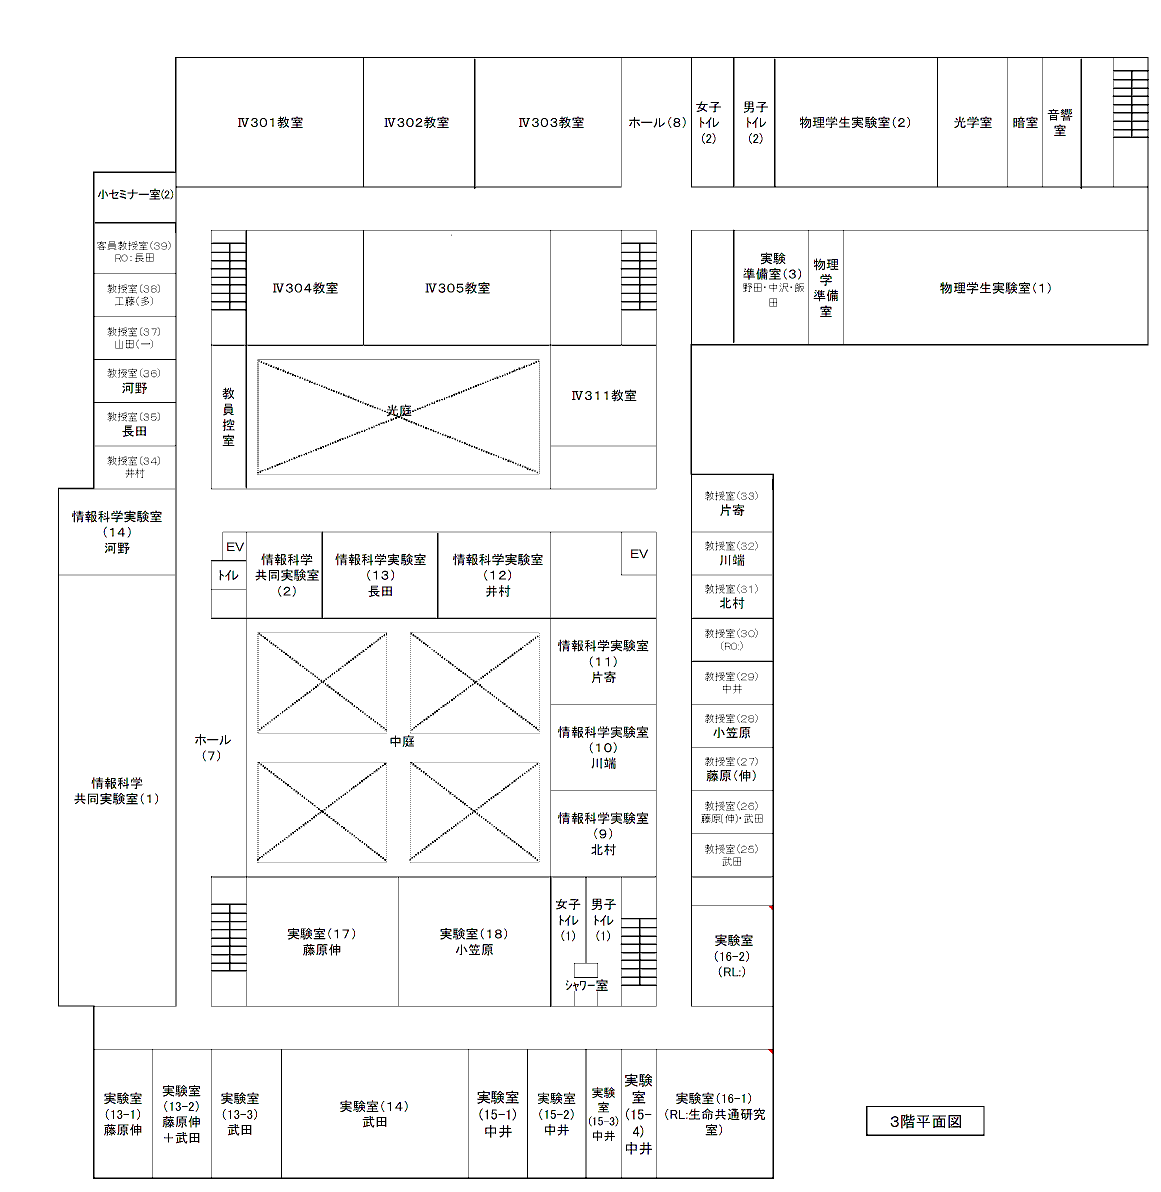 Ⅳ301教室
Ⅳ302教室
Ⅳ303教室
ホール(8)
女子
トイレ
(2)
男子
トイレ
(2)
物理学生実験室(2)
光学室
暗室
音響
室
小セミナー室(2)
客員教授室(39)
RO:長田
教授室(38)
工藤(多)
教授室(37)
山田(一)
教授室(36)
河野
教授室(35)
長田
教授室(34)
井村
Ⅳ304教室
Ⅳ305教室
実験
準備室(3)
野田・中沢・飯
田
物理
学
準備
室
物理学生実験室(1)
教
員
控
室
光庭
Ⅳ311教室
情報科学実験室
(14)
河野
EV
トイレ
情報科学
共同実験室
(2)
情報科学実験室
(13)
長田
情報科学実験室
(12)
井村
EV
教授室(33)
片寄
教授室(32)
川端
教授室(31)
北村
教授室(30)
(RO:)
教授室(29)
中井
教授室(28)
小笠原
教授室(27)
藤原(伸)
教授室(26)
藤原(伸)・武田
教授室(25)
武田
情報科学実験室
(11)
片寄
情報科学実験室
(10)
川端
情報科学実験室
(9)
北村
ホール
(7)
中庭
情報科学
共同実験室(1)
実験室(17)
藤原伸
実験室(18)
小笠原
女子
トイレ
(1)
男子
トイレ
(1)
シャワー室
実験室
(16-2)
(RL:)
実験室
(13-1)
藤原伸
実験室
(13-2)
藤原伸
+武田
実験室
(13-3)
武田
実験室(14)
武田
実験室
(15-1)
中井
実験室
(15-2)
中井
実験
室
(15-3)
中井
実験
室
(15-
4)
中井
実験室(16-1)
(RL:生命共通研究
室)
3階平面図